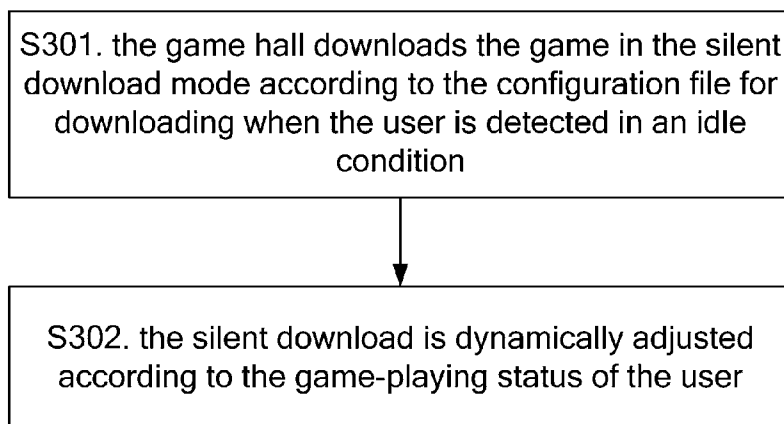 S301. the game hall downloads the game in the silent
download mode according to the configuration file for
downloading when the user is detected in an idle
condition
S302. the silent download is dynamically adjusted
according to the game-playing status of the user